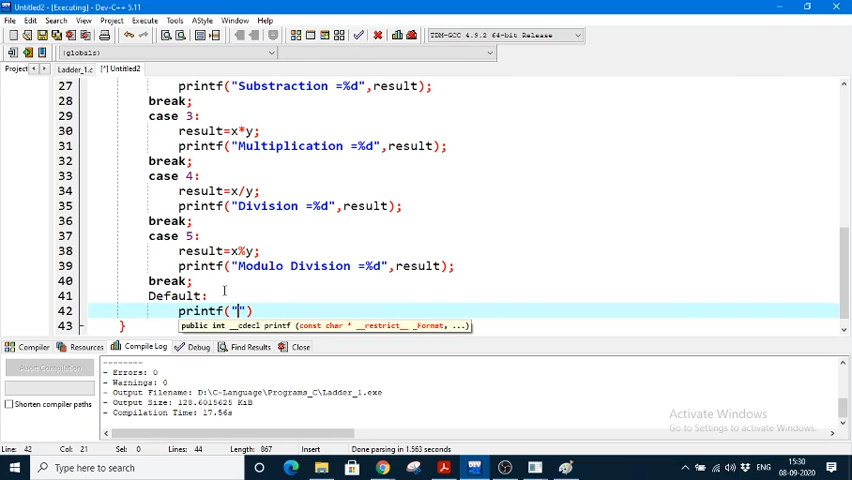 Untitled2 - [Executing] - Dev-C++ 5.11
File Edit Search View Project Execute Tools AStyle Window Help
TDM-GCC 4.9.2 64-bit Release
(globals)
Project Ladder_1.c [*] Untitled2
27 printf("Substraction =%d",result);
28 break;
29 case 3:
30 result=x*y;
31 printf("Multiplication =%d",result);
32 break;
33 case 4:
34 result=x/y;
35 printf("Division =%d",result);
36 break;
37 case 5:
38 result=x%y;
39 printf("Modulo Division =%d",result);
40 break;
41 Default:
42 printf("")
public int __cdecl printf (const char * __restrict__ _Format, ...)
43 }
Compiler Resources Compile Log Debug Find Results Close
Abort Compilation
Shorten compiler paths
--------
- Errors: 0
- Warnings: 0
- Output Filename: D:\C-Language\Programs_C\Ladder_1.exe
- Output Size: 128.6015625 KiB
- Compilation Time: 17.56s
Activate Windows
Go to Settings to activate Windows.
Line: 42 Col: 21 Sel: 0 Lines: 44 Length: 867 Insert Done parsing in 1.563 seconds
Type here to search
ENG
15:30
08-09-2020